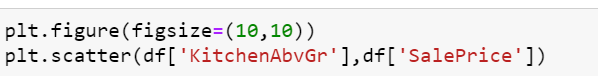 plt.figure(figsize=(10,10))
plt.scatter(df['KitchenAbvGr'],df['SalePrice'])